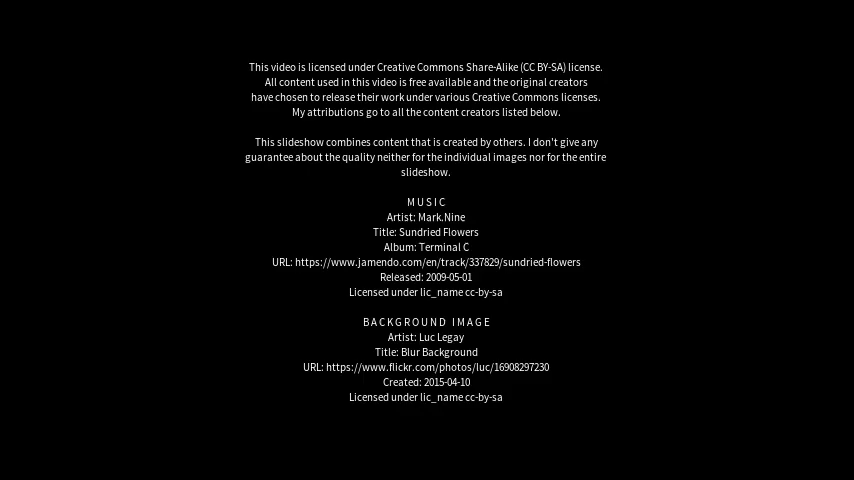 This video is licensed under Creative Commons Share-Alike (CC BY-SA) license.
All content used in this video is free available and the original creators
have chosen to release their work under various Creative Commons licenses.
My attributions go to all the content creators listed below.
This slideshow combines content that is created by others. I don't give any
guarantee about the quality neither for the individual images nor for the entire
slideshow.
MUSIC
Artist: Mark.Nine
Title: Sundried Flowers
Album: Terminal C
URL: https://www.jamendo.com/en/track/337829/sundried-flowers
Released: 2009-05-01
Licensed under lic_name cc-by-sa
BACKGROUND IMAGE
Artist: Luc Legay
Title: Blur Background
URL: https://www.flickr.com/photos/luc/16908297230
Created: 2015-04-10
Licensed under lic_name cc-by-sa